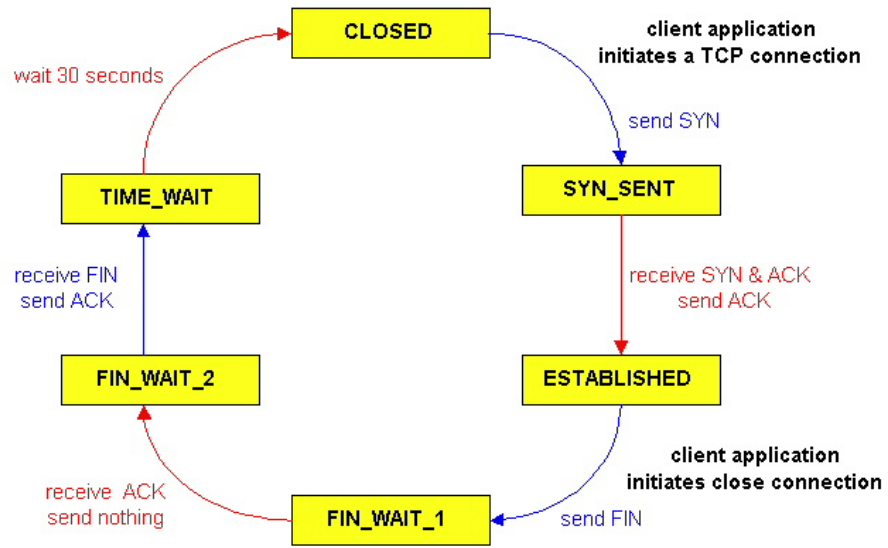 CLOSED
client application
initiates a TCP connection
wait 30 seconds
send SYN
TIME_WAIT
SYN_SENT
receive FIN
send ACK
receive SYN & ACK
send ACK
FIN_WAIT_2
ESTABLISHED
client application
initiates close connection
receive ACK
send nothing
FIN_WAIT_1
send FIN